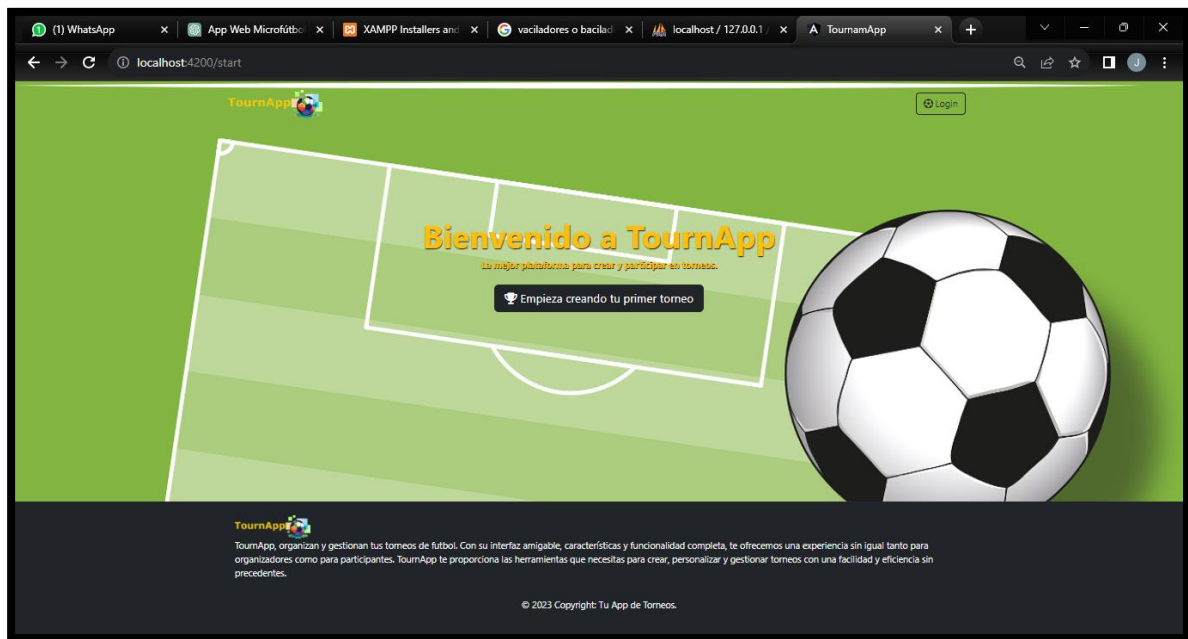 (1) WhatsApp
App Web Microfútbo
XAMPP Installers and
vaciladores o bacilad
localhost / 127.0.0.1 /
TournamApp
localhost:4200/start
J
TournApp
Login
Bienvenido a TournApp
La mejor plataforma para crear y participar en torneos.
Empieza creando tu primer torneo
TournApp
TournApp, organizan y gestionan tus torneos de futbol. Con su interfaz amigable, características y funcionalidad completa, te ofrecemos una experiencia sin igual tanto para
organizadores como para participantes. TournApp te proporciona las herramientas que necesitas para crear, personalizar y gestionar torneos con una facilidad y eficiencia sin
precedentes.
© 2023 Copyright: Tu App de Torneos.